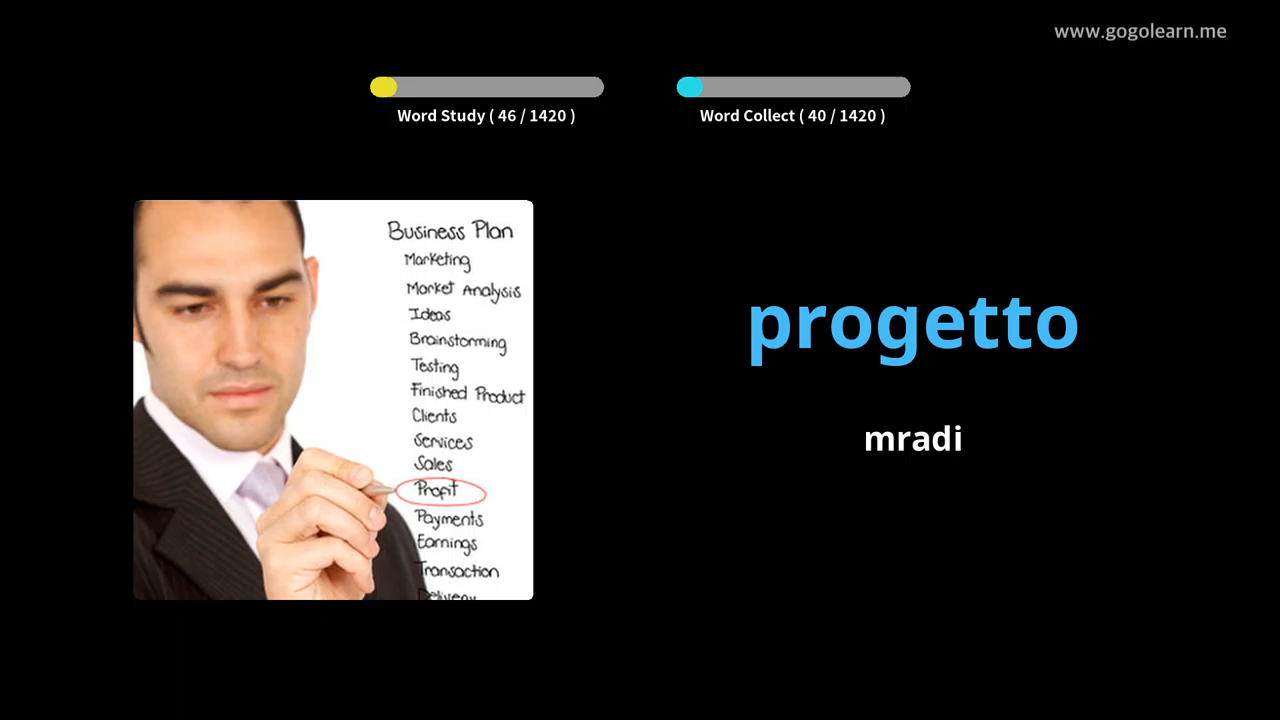 www.gogolearn.me
Word Study ( 46 / 1420 )
Word Collect ( 40 / 1420 )
Business Plan
Marketing
Market Analysis
Ideas
Brainstorming
Testing
Finished Product
Clients
Services
Sales
Profit
Payments
Earnings
Transaction
Delivery
progetto
mradi